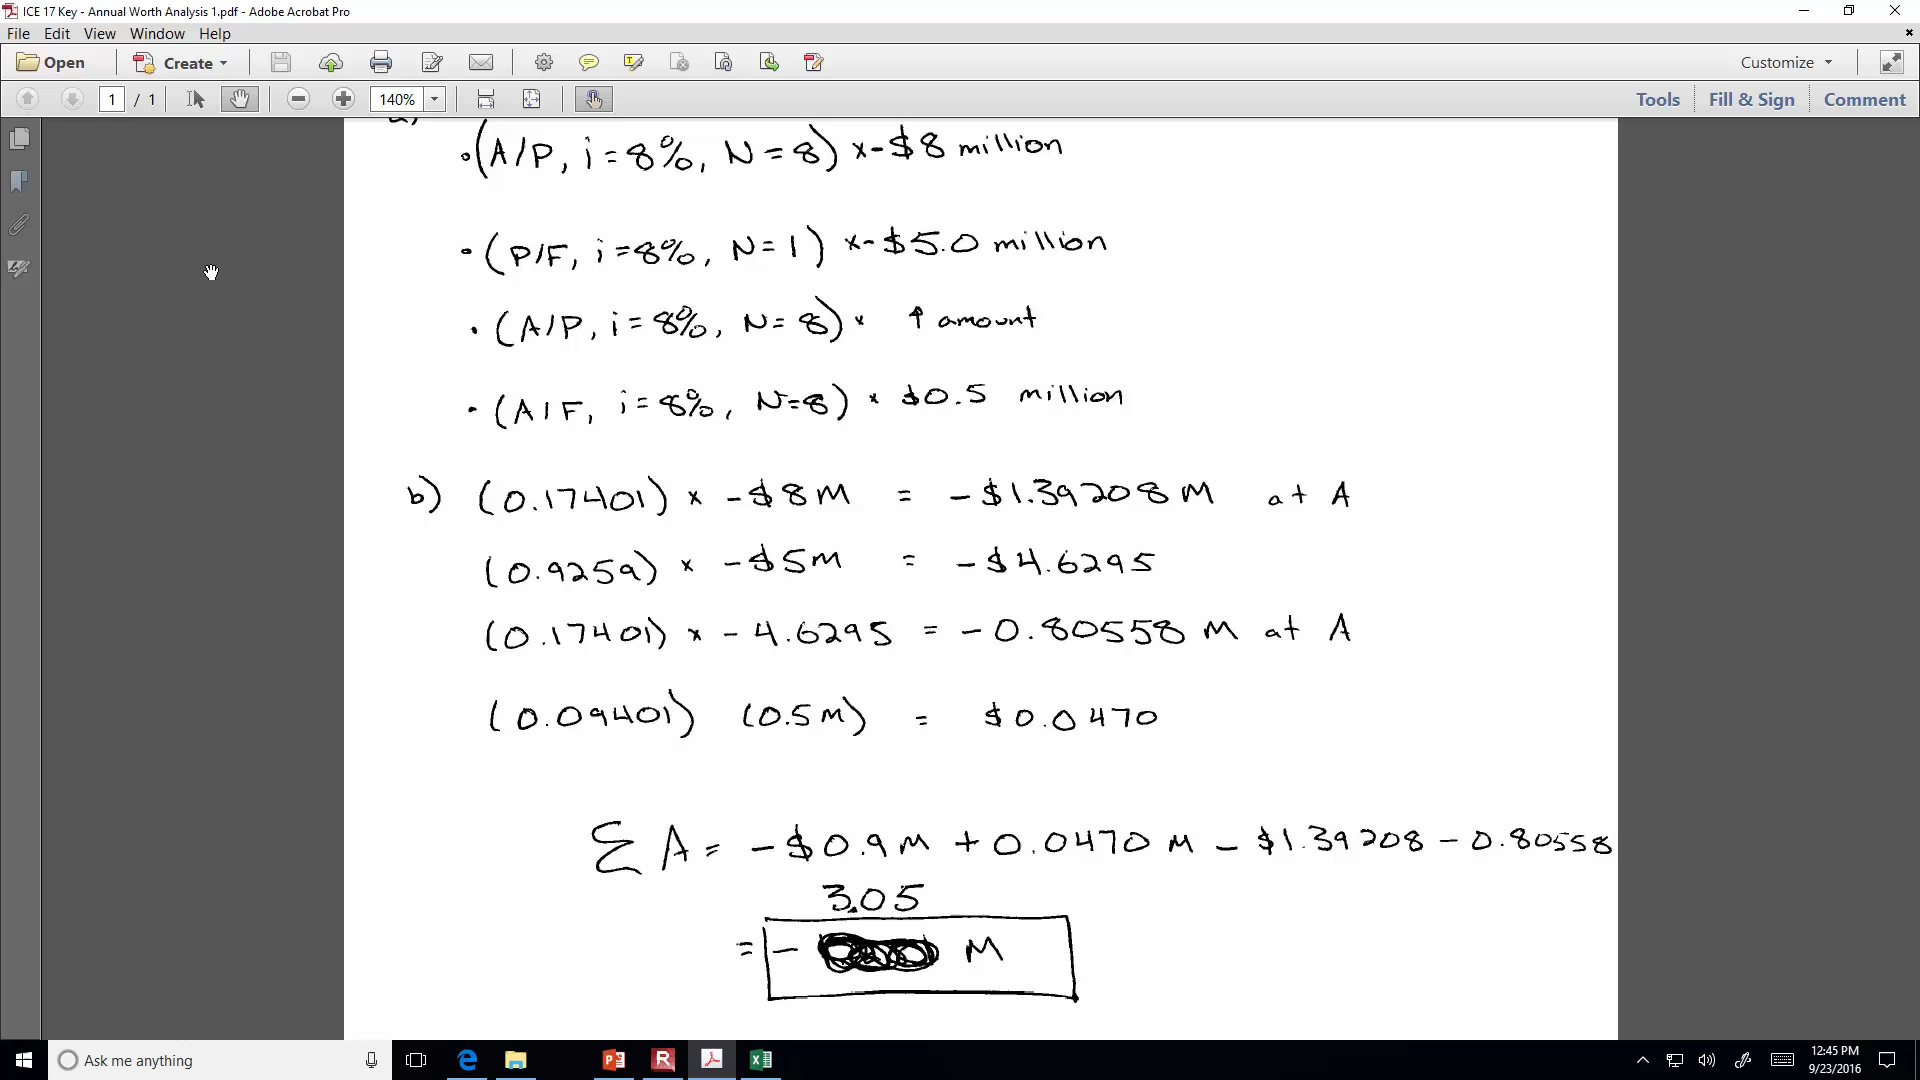 ICE 17 Key - Annual Worth Analysis 1.pdf - Adobe Acrobat Pro
File Edit View Window Help
Open Create Customize
1 / 1 140% Tools Fill & Sign Comment
a)
(A/P, i=8%, N=8) x-$8 million
(P/F, i=8%, N=1) x-$5.0 million
(A/P, i=8%, N=8) x ↑ amount
(A/F, i=8%, N=8) x $0.5 million
b) (0.17401) x -$8M = -$1.39208 M at A
(0.9259) x -$5M = -$4.6295
(0.17401) x -4.6295 = -0.80558 M at A
(0.09401) (0.5M) = $0.0470
Σ A = -$0.9M + 0.0470 M - $1.39208 - 0.80558
3.05
= - M
Ask me anything
12:45 PM
9/23/2016